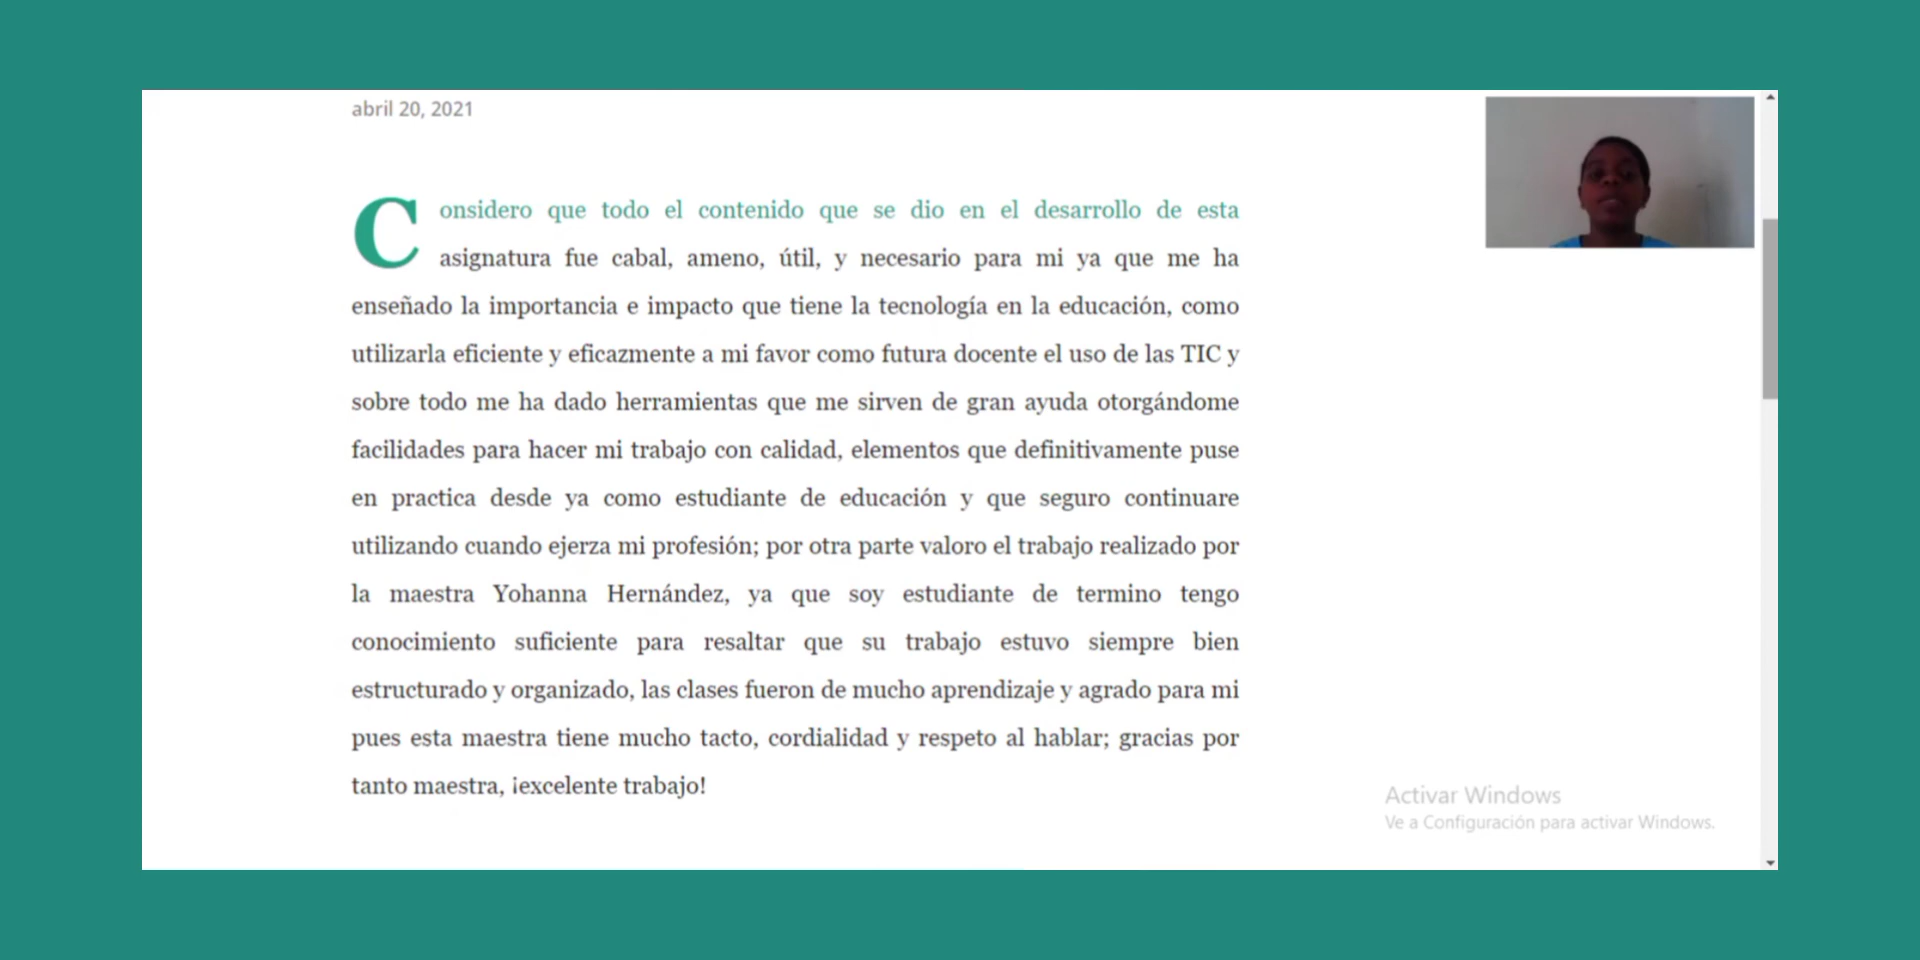 abril 20, 2021
Considero que todo el contenido que se dio en el desarrollo de esta
asignatura fue cabal, ameno, útil, y necesario para mi ya que me ha
enseñado la importancia e impacto que tiene la tecnología en la educación, como
utilizarla eficiente y eficazmente a mi favor como futura docente el uso de las TIC y
sobre todo me ha dado herramientas que me sirven de gran ayuda otorgándome
facilidades para hacer mi trabajo con calidad, elementos que definitivamente puse
en practica desde ya como estudiante de educación y que seguro continuare
utilizando cuando ejerza mi profesión; por otra parte valoro el trabajo realizado por
la maestra Yohanna Hernández, ya que soy estudiante de termino tengo
conocimiento suficiente para resaltar que su trabajo estuvo siempre bien
estructurado y organizado, las clases fueron de mucho aprendizaje y agrado para mi
pues esta maestra tiene mucho tacto, cordialidad y respeto al hablar; gracias por
tanto maestra, ¡excelente trabajo!
Activar Windows
Ve a Configuración para activar Windows.